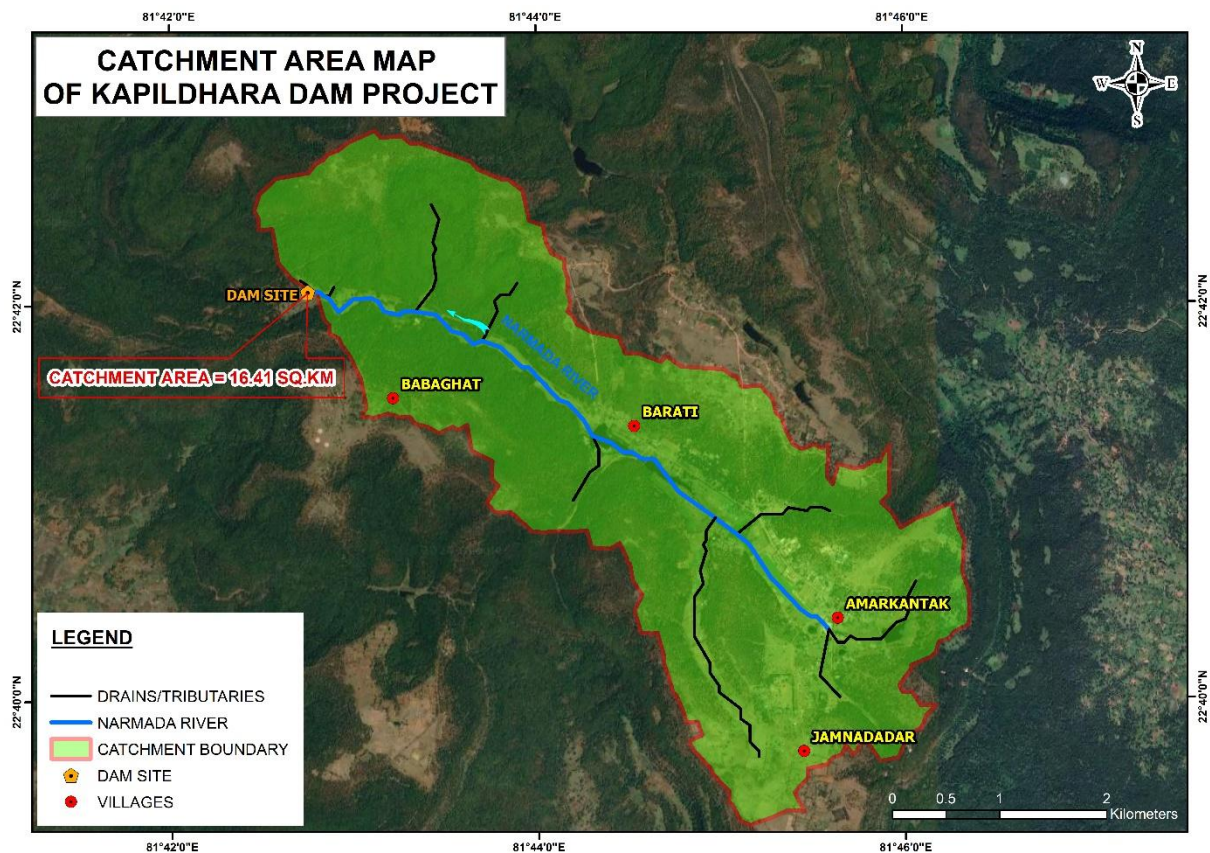 81°42'0"E
81°44'0"E
81°46'0"E
CATCHMENT AREA MAP
OF KAPILDHARA DAM PROJECT
N
W E
S
22°42'0"N
22°42'0"N
DAM SITE
NARMADA RIVER
CATCHMENT AREA = 16.41 SQ.KM
BABAGHAT
BARATI
AMARKANTAK
JAMNADADAR
22°40'0"N
22°40'0"N
LEGEND
DRAINS/TRIBUTARIES
NARMADA RIVER
CATCHMENT BOUNDARY
DAM SITE
VILLAGES
0 0.5 1 2
Kilometers
81°42'0"E
81°44'0"E
81°46'0"E